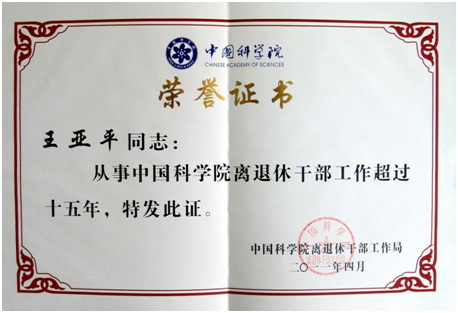 中国科学院
CHINESE ACADEMY OF SCIENCES
荣誉证书
王亚平同志：
从事中国科学院离退休干部工作超过
十五年，特发此证。
中国科学院离退休干部工作局
二〇一一年四月